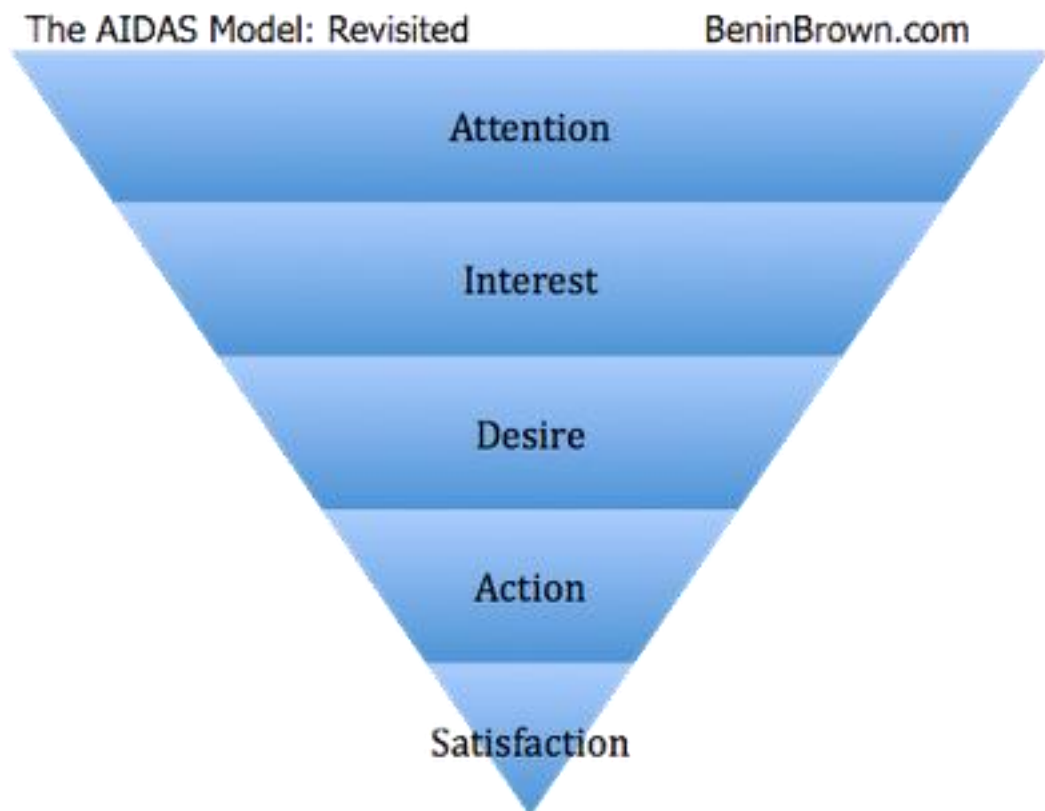 The AIDAS Model: Revisited BeninBrown.com
Attention
Interest
Desire
Action
Satisfaction